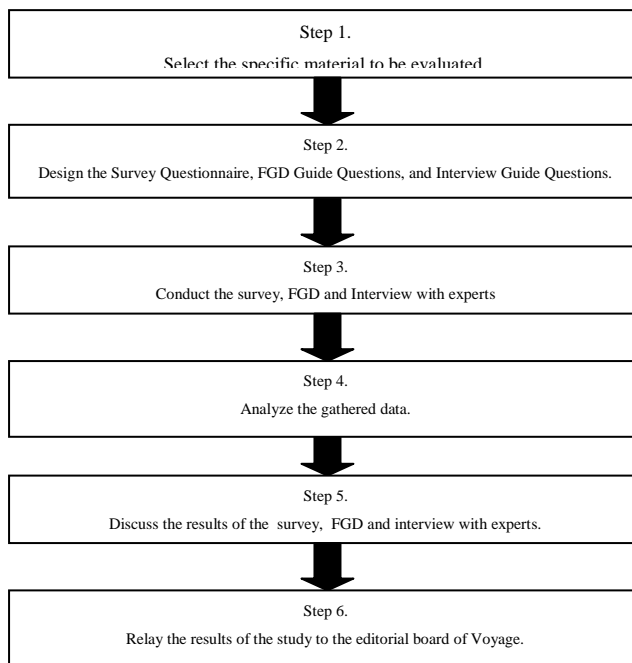 Step 1.
Select the specific material to be evaluated
Step 2.
Design the Survey Questionnaire, FGD Guide Questions, and Interview Guide Questions.
Step 3.
Conduct the survey, FGD and Interview with experts
Step 4.
Analyze the gathered data.
Step 5.
Discuss the results of the survey, FGD and interview with experts.
Step 6.
Relay the results of the study to the editorial board of Voyage.